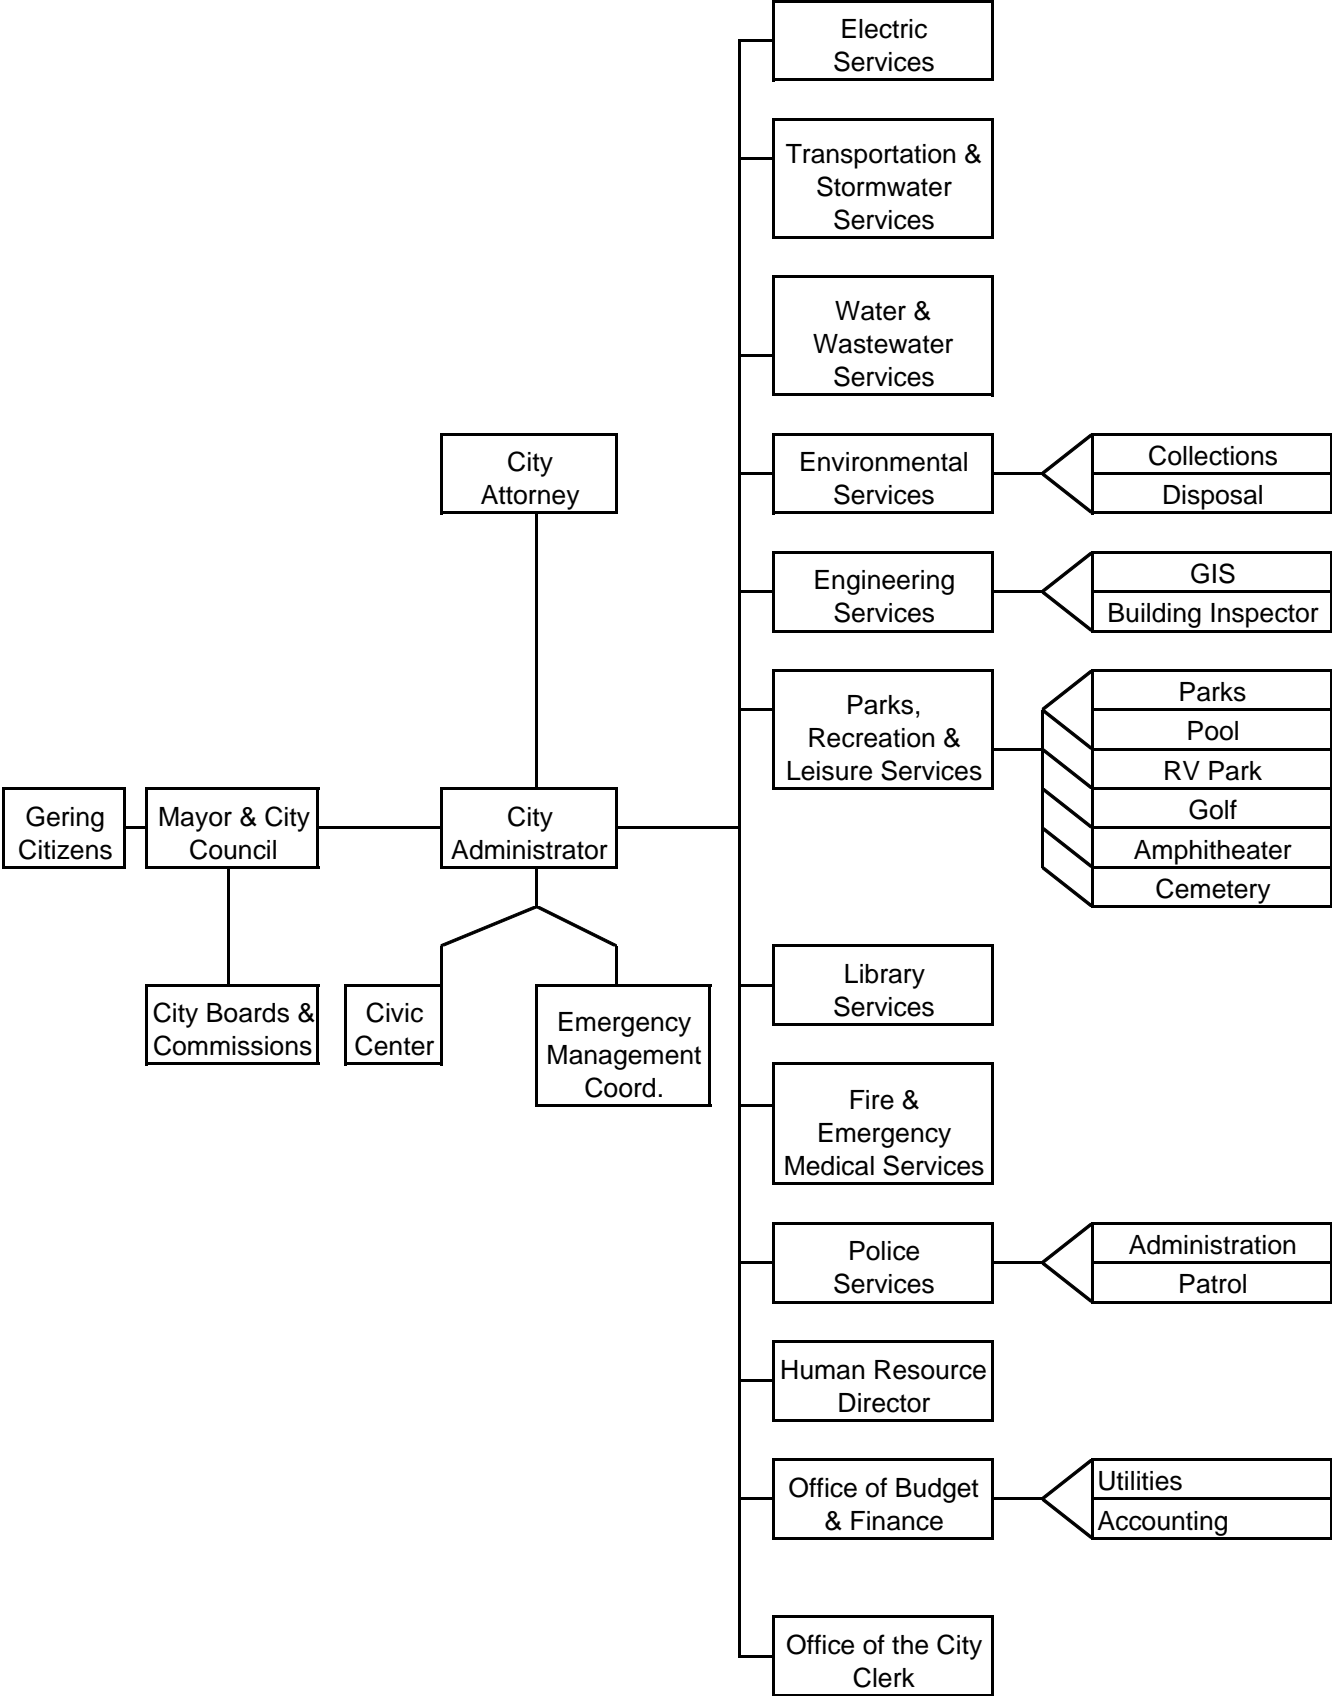 Electric
Services
Transportation &
Stormwater
Services
Water &
Wastewater
Services
City
Attorney
Environmental
Services
Collections
Disposal
Engineering
Services
GIS
Building Inspector
Parks,
Recreation &
Leisure Services
Parks
Pool
RV Park
Golf
Amphitheater
Cemetery
Gering
Citizens
Mayor & City
Council
City
Administrator
City Boards &
Commissions
Civic
Center
Emergency
Management
Coord.
Library
Services
Fire &
Emergency
Medical Services
Police
Services
Administration
Patrol
Human Resource
Director
Office of Budget
& Finance
Utilities
Accounting
Office of the City
Clerk